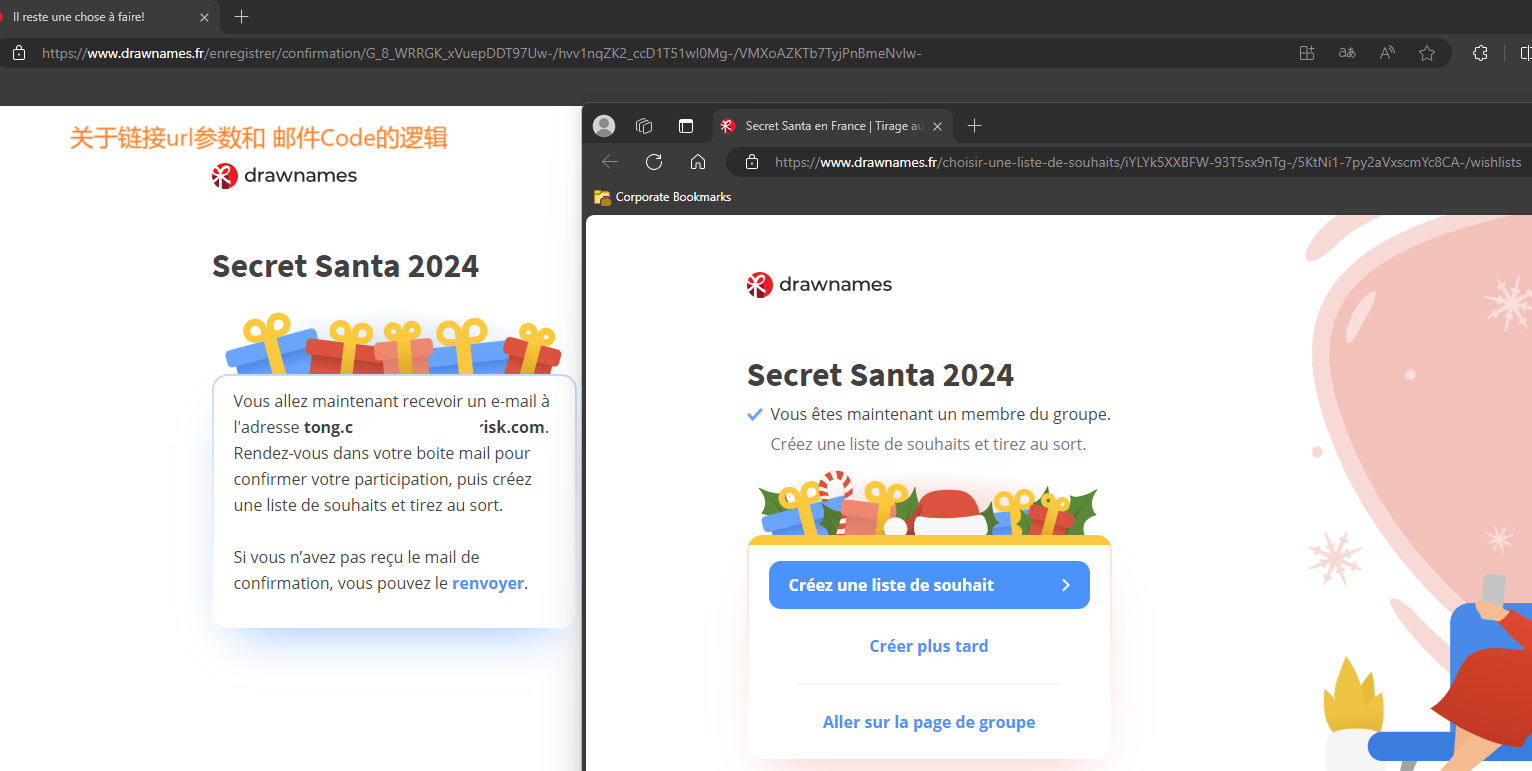 Il reste une chose à faire!
https://www.drawnames.fr/enregistrer/confirmation/G_8_WRRGK_xVuepDDT97Uw-/hvv1nqZK2_ccD1T51wI0Mg-/VMXoAZKTb7TyjPnBmeNvIw-
关于链接url参数和 邮件Code的逻辑
drawnames
Secret Santa 2024
Vous allez maintenant recevoir un e-mail à
l'adresse tong.c risk.com.
Rendez-vous dans votre boite mail pour
confirmer votre participation, puis créez
une liste de souhaits et tirez au sort.
Si vous n’avez pas reçu le mail de
confirmation, vous pouvez le renvoyer.
Secret Santa en France | Tirage au
https://www.drawnames.fr/choisir-une-liste-de-souhaits/iYLYk5XXBFW-93T5sx9nTg-/5KtNi1-7py2aVxscmYc8CA-/wishlists
Corporate Bookmarks
drawnames
Secret Santa 2024
Vous êtes maintenant un membre du groupe.
Créez une liste de souhaits et tirez au sort.
Créez une liste de souhait
Créer plus tard
Aller sur la page de groupe